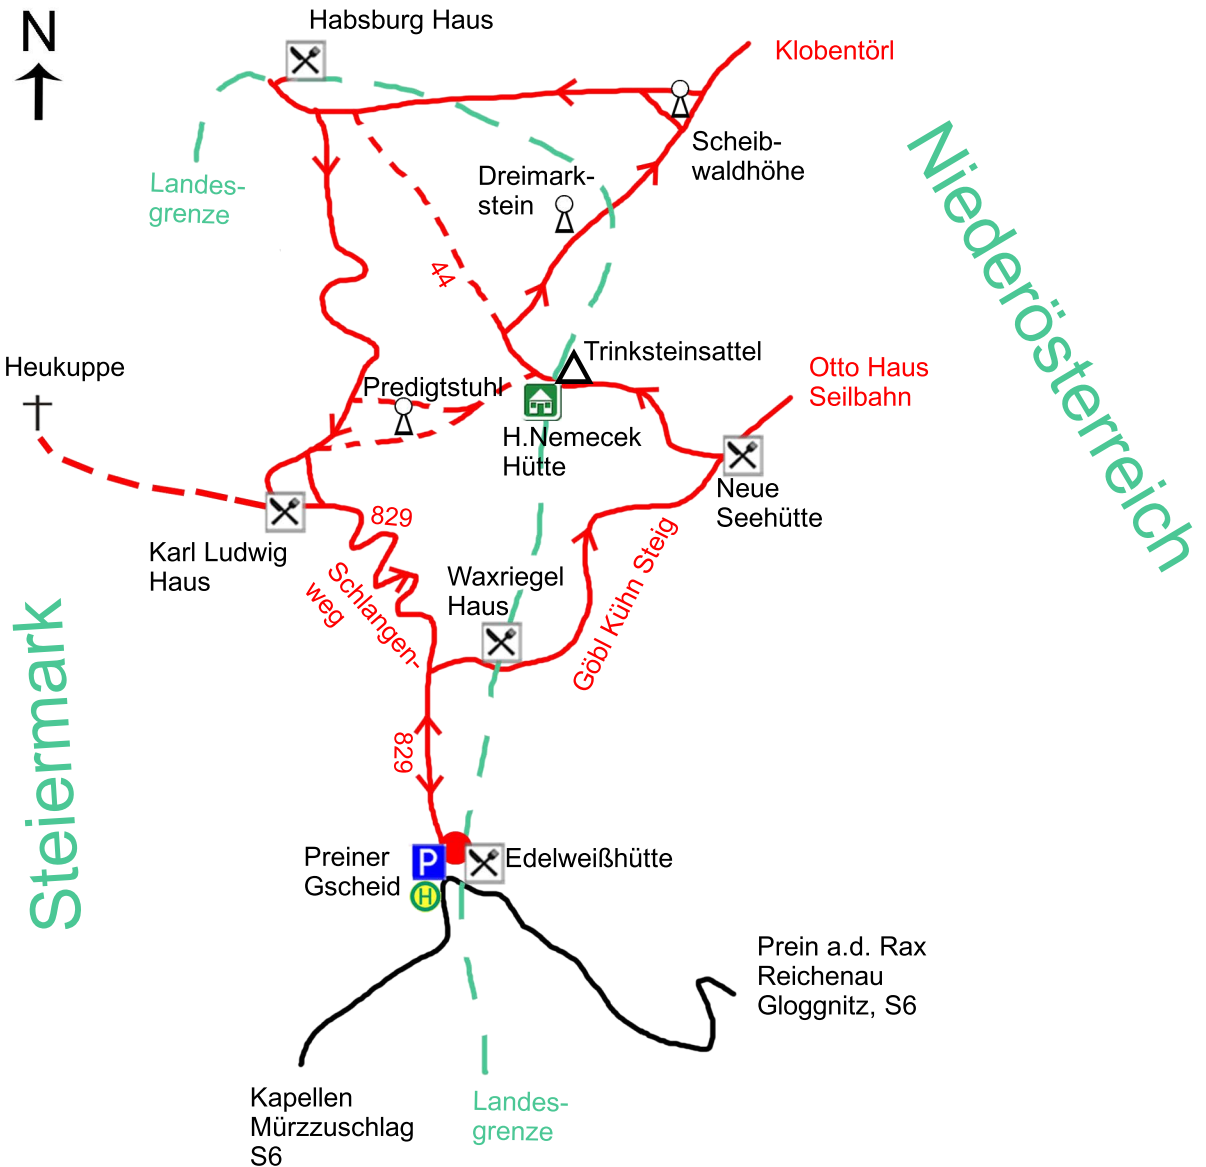 N
Habsburg Haus
Klobentörl
Scheib-
waldhöhe
Dreimark-
stein
Landes-
grenze
Niederösterreich
44
Trinksteinsattel
Heukuppe
Otto Haus
Seilbahn
Predigtstuhl
H.Nemecek
Hütte
Neue
Seehütte
829
Karl Ludwig
Haus
Schlangen-
weg
Waxriegel
Haus
Göbl Kühn Steig
Steiermark
829
Preiner
Gscheid
P
H
Edelweißhütte
Prein a.d. Rax
Reichenau
Gloggnitz, S6
Kapellen
Mürzzuschlag
S6
Landes-
grenze